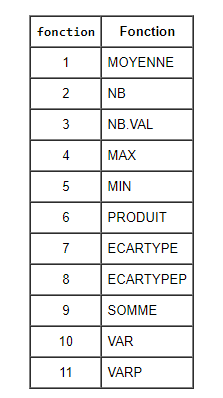 fonction Fonction
1 MOYENNE
2 NB
3 NB.VAL
4 MAX
5 MIN
6 PRODUIT
7 ECARTYPE
8 ECARTYPEP
9 SOMME
10 VAR
11 VARP